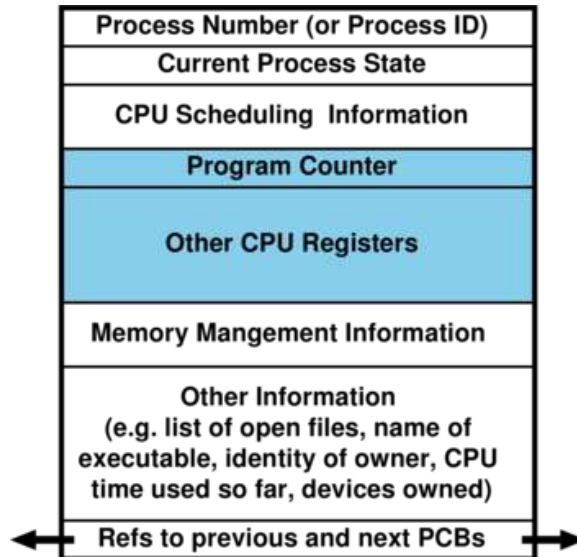 Process Number (or Process ID)
Current Process State
CPU Scheduling Information
Program Counter
Other CPU Registers
Memory Mangement Information
Other Information
(e.g. list of open files, name of
executable, identity of owner, CPU
time used so far, devices owned)
Refs to previous and next PCBs